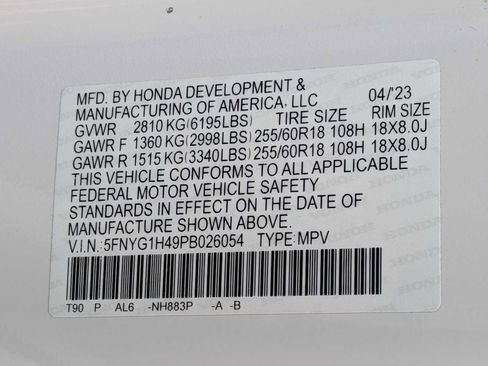 MFD. BY HONDA DEVELOPMENT &
MANUFACTURING OF AMERICA, LLC 04/23
GVWR 2810 KG(6195LBS) TIRE SIZE RIM SIZE
GAWR F 1360 KG(2998LBS) 255/60R18 108H 18X8.0J
GAWR R 1515 KG(3340LBS) 255/60R18 108H 18X8.0J
THIS VEHICLE CONFORMS TO ALL APPLICABLE
FEDERAL MOTOR VEHICLE SAFETY
STANDARDS IN EFFECT ON THE DATE OF
MANUFACTURE SHOWN ABOVE.
V.I.N.: 5FNYG1H49PB026054 TYPE: MPV
T90 P AL6 -NH883P -A -B